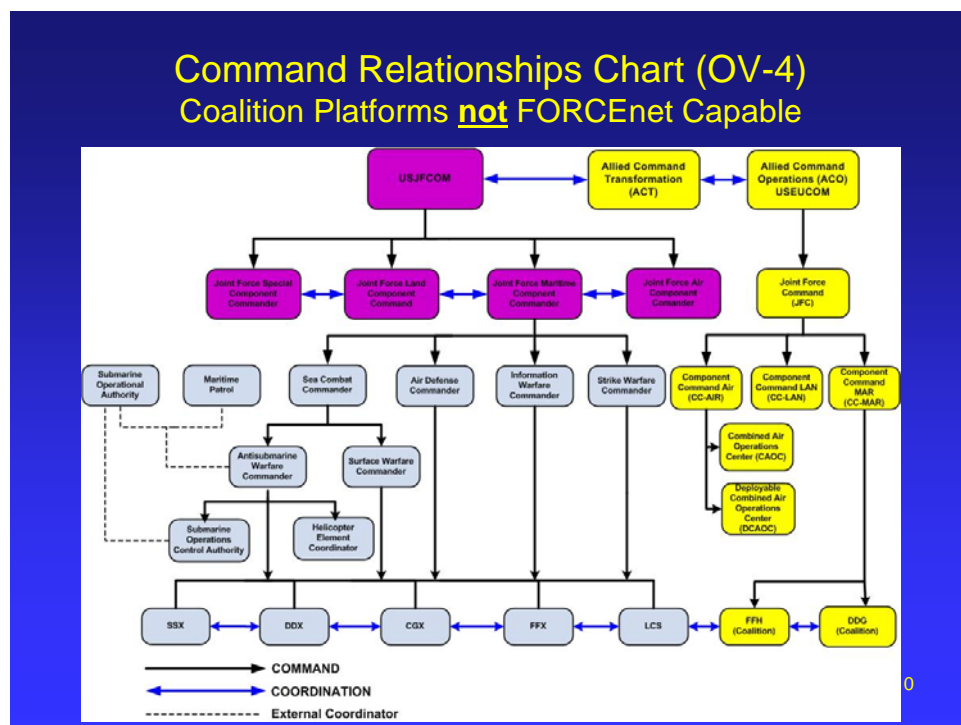 Command Relationships Chart (OV-4)
Coalition Platforms not FORCEnet Capable
USJFCOM
Allied Command
Transformation
(ACT)
Allied Command
Operations (ACO)
USEUCOM
Joint Force Special
Component
Commander
Joint Force Land
Component
Command
Joint Force Maritime
Compnent
Commander
Joint Force Air
Component
Comander
Joint Force
Command
(JFC)
Submarine
Operational
Authority
Maritime
Patrol
Sea Combat
Commander
Air Defense
Commander
Information
Warfare
Commander
Strike Warfare
Commander
Component
Command Air
(CC-AIR)
Component
Command LAN
(CC-LAN)
Component
Command
MAR
(CC-MAR)
Antisubmarine
Warfare
Commander
Surface Warfare
Commander
Combined Air
Operations
Center (CAOC)
Deployable
Combined Air
Operations
Center
(DCAOC)
Submarine
Operations
Control Authority
Helicopter
Element
Coordinator
SSX
DDX
CGX
FFX
LCS
FFH
(Coalition)
DDG
(Coalition)
COMMAND
COORDINATION
External Coordinator
0